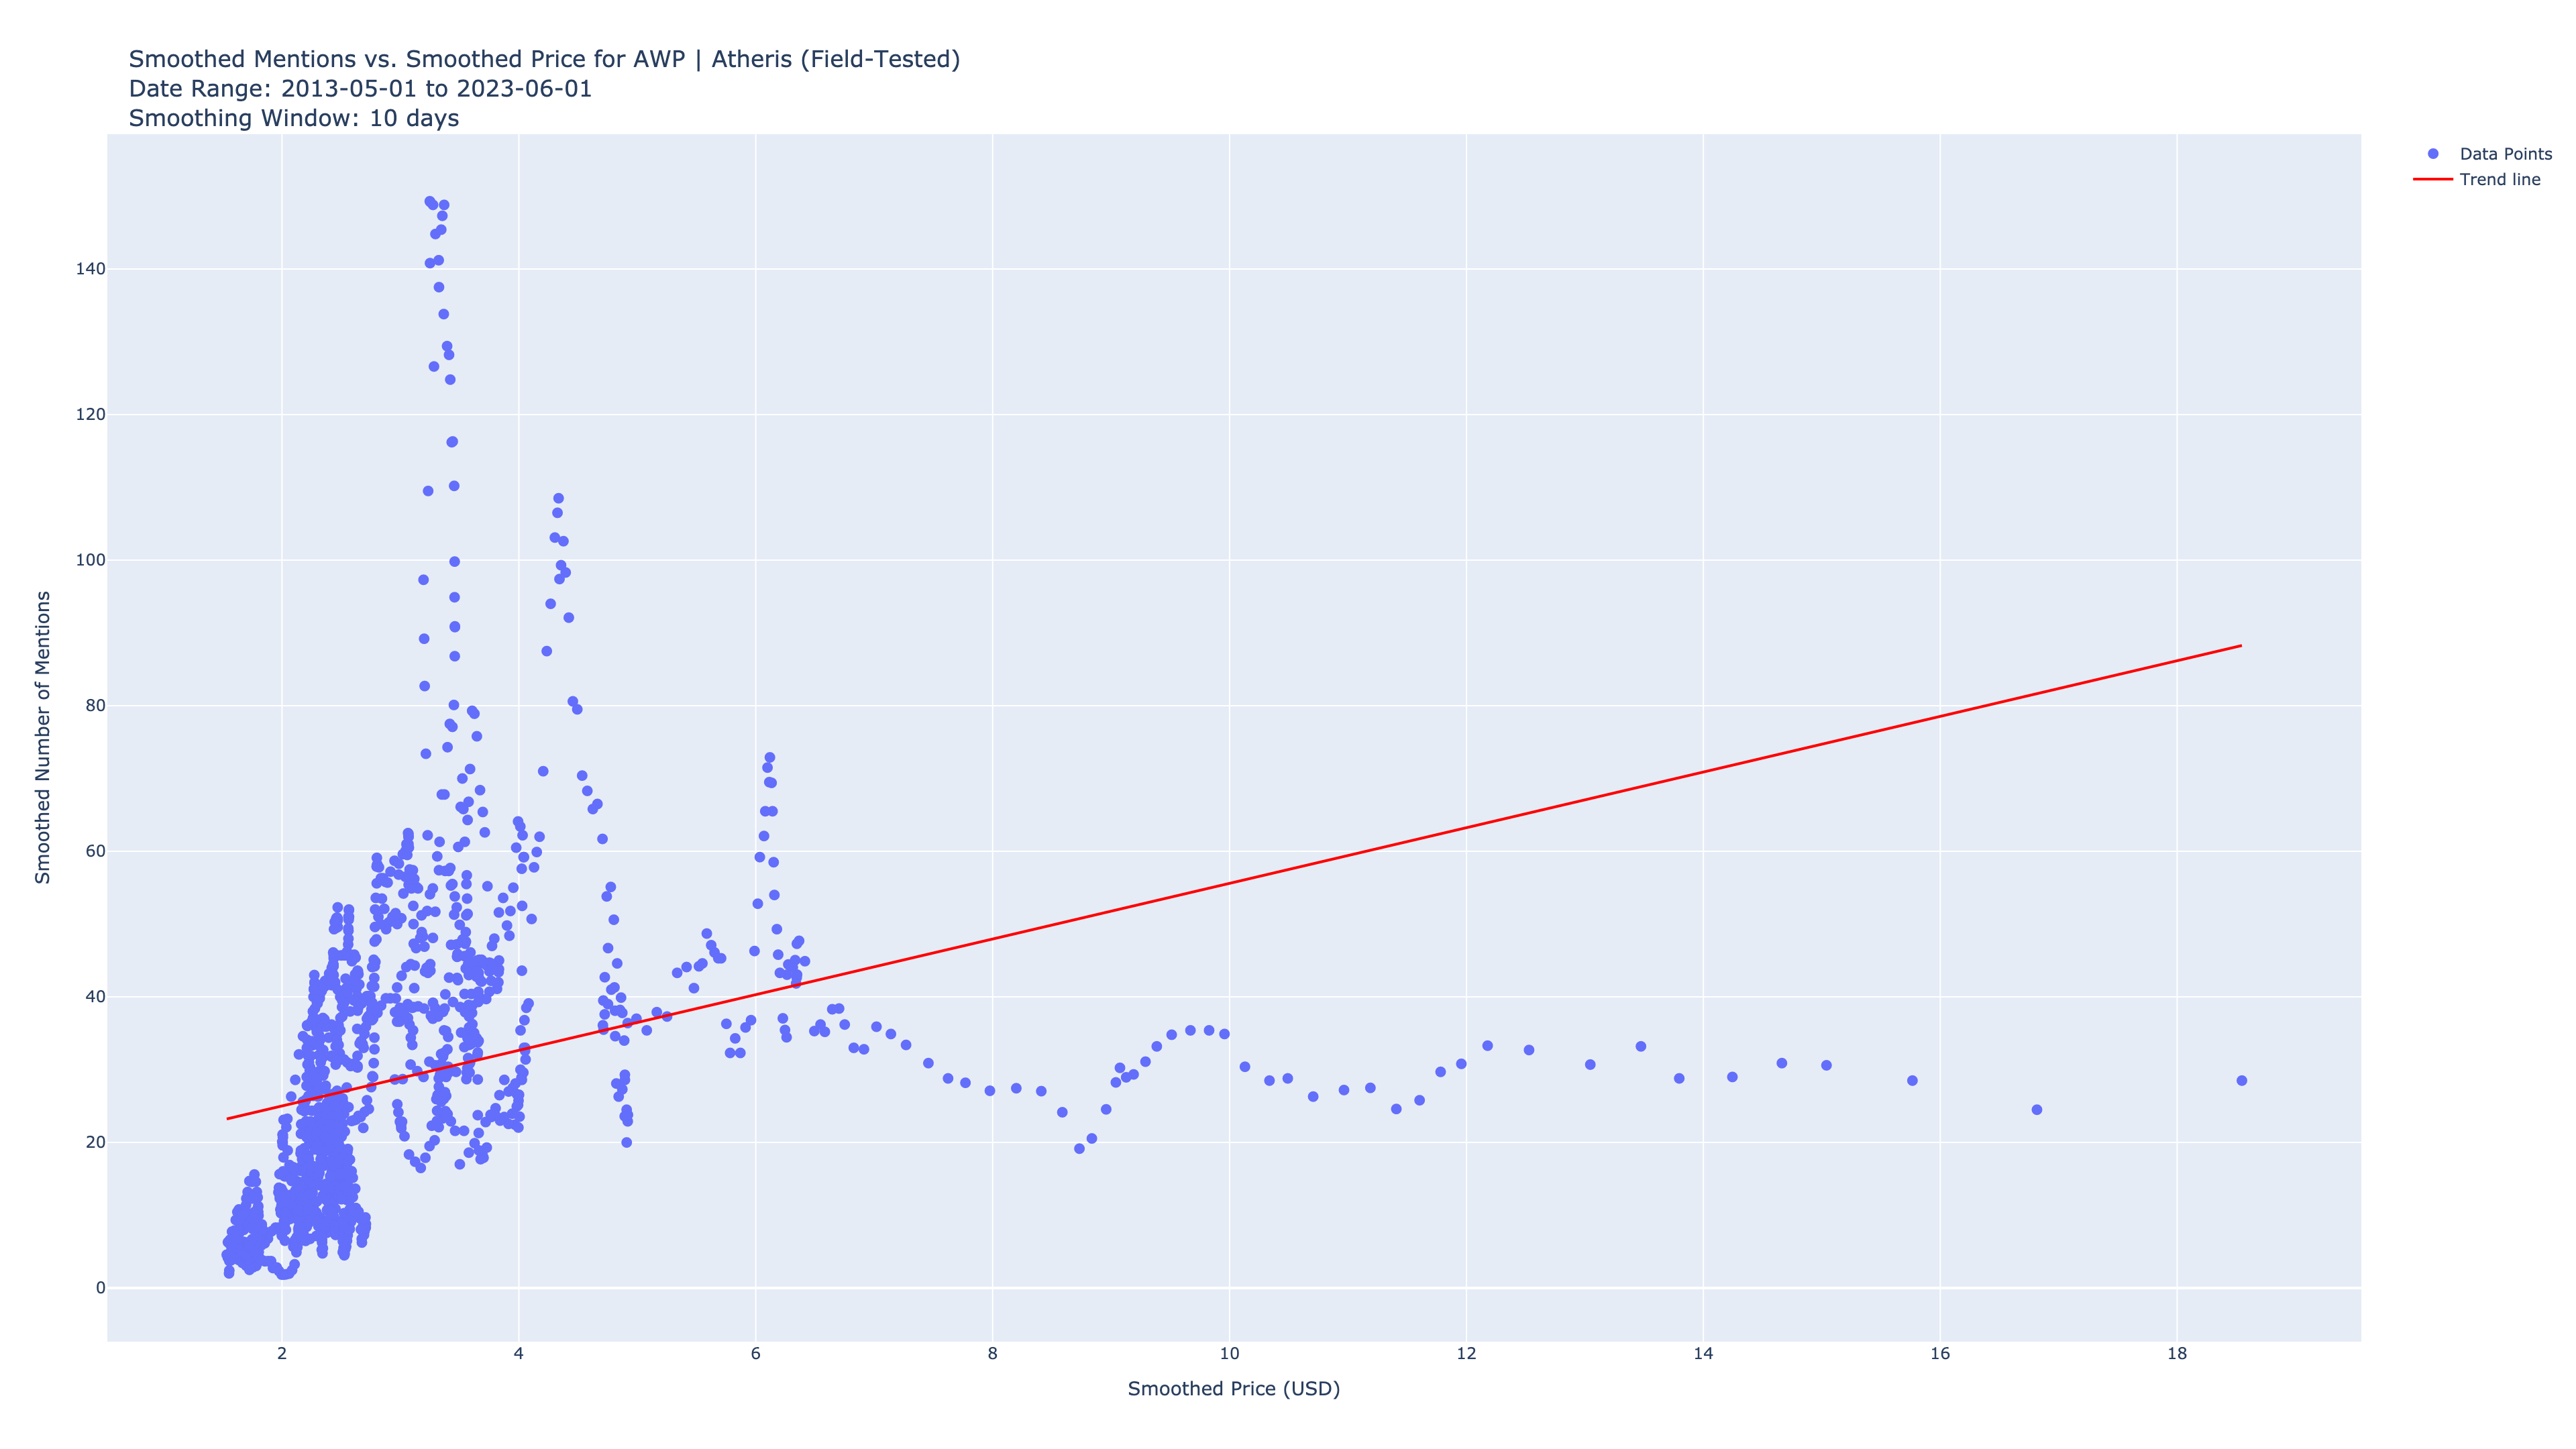 Smoothed Mentions vs. Smoothed Price for AWP | Atheris (Field-Tested)
Date Range: 2013-05-01 to 2023-06-01
Smoothing Window: 10 days
Data Points
Trend line
Smoothed Number of Mentions
140
120
100
80
60
40
20
0
2 4 6 8 10 12 14 16 18
Smoothed Price (USD)